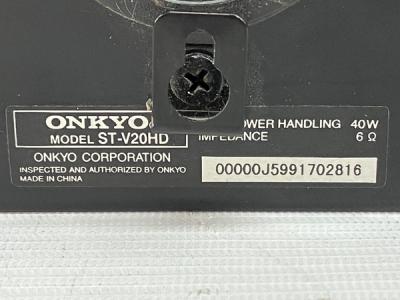 ONKYO
MODEL ST-V20HD
POWER HANDLING 40W
IMPEDANCE 6 Ω
ONKYO CORPORATION
INSPECTED AND AUTHORIZED BY ONKYO
MADE IN CHINA
00000J5991702816